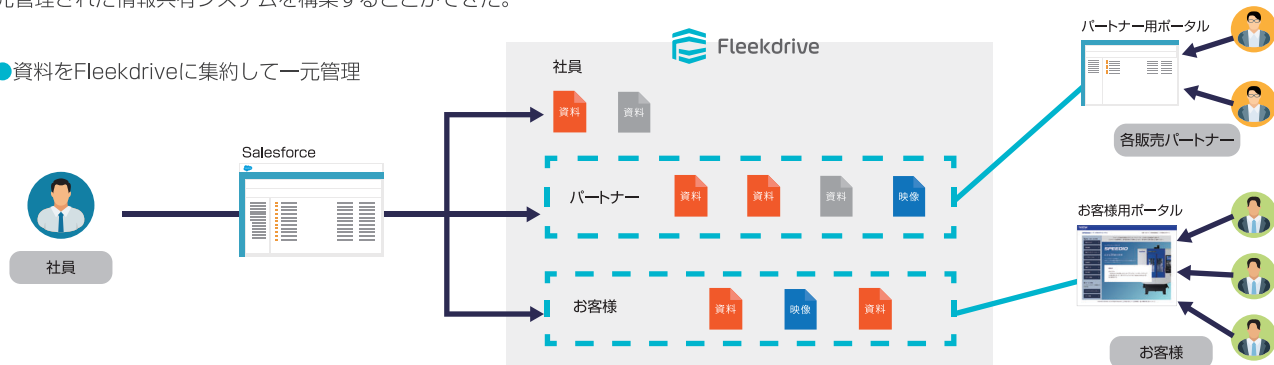 元管理された情報共有システムを構築することができた。
●資料をFleekdriveに集約して一元管理
Fleekdrive
社員
資料
資料
パートナー
資料
資料
資料
映像
お客様
資料
映像
資料
Salesforce
社員
パートナー用ポータル
各販売パートナー
お客様用ポータル
SPEEDIO
お客様